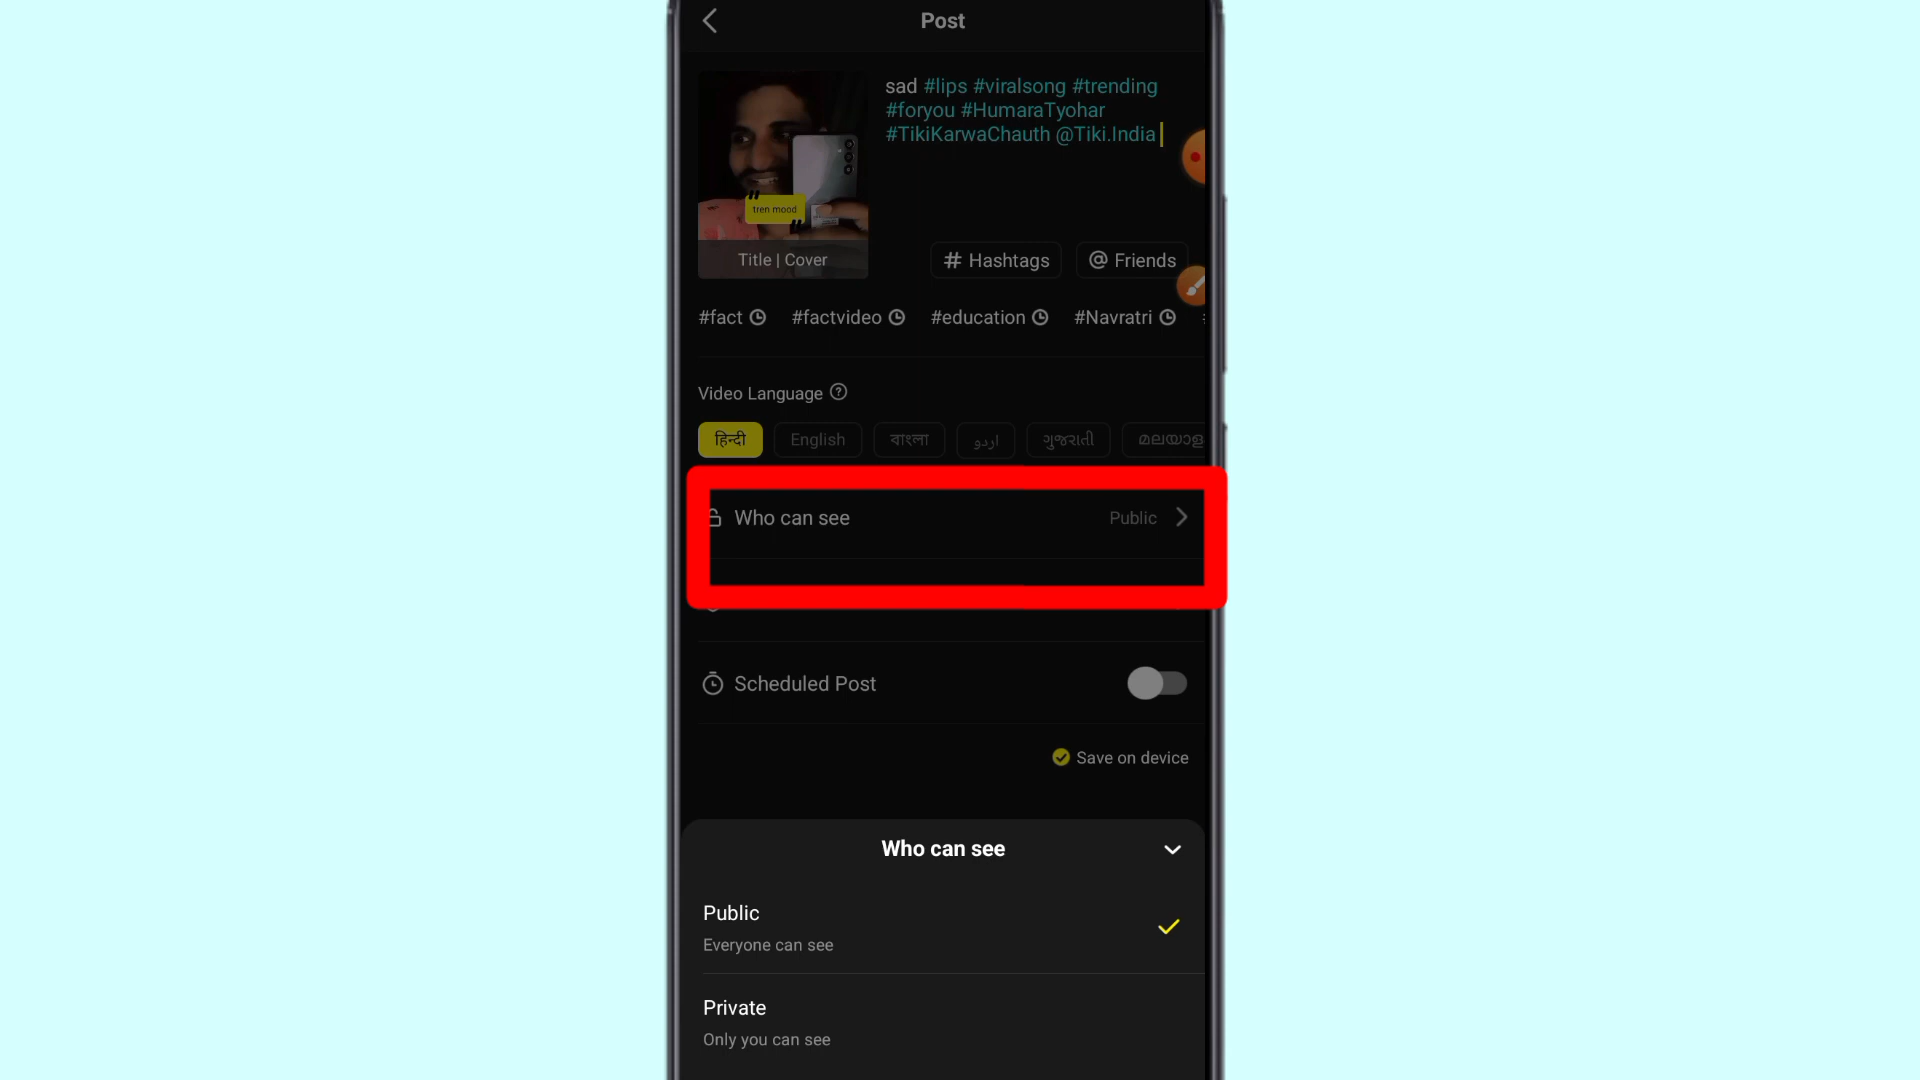 Post
sad #lips #viralsong #trending
#foryou #HumaraTyohar
#TikiKarwaChauth @Tiki.India
tren mood
Title | Cover
# Hashtags @ Friends
#fact #factvideo #education #Navratri
Video Language
हिन्दी English বাংলা اردو ગુજરાતી
Who can see Public
Scheduled Post
Save on device
Who can see
Public
Everyone can see
Private
Only you can see